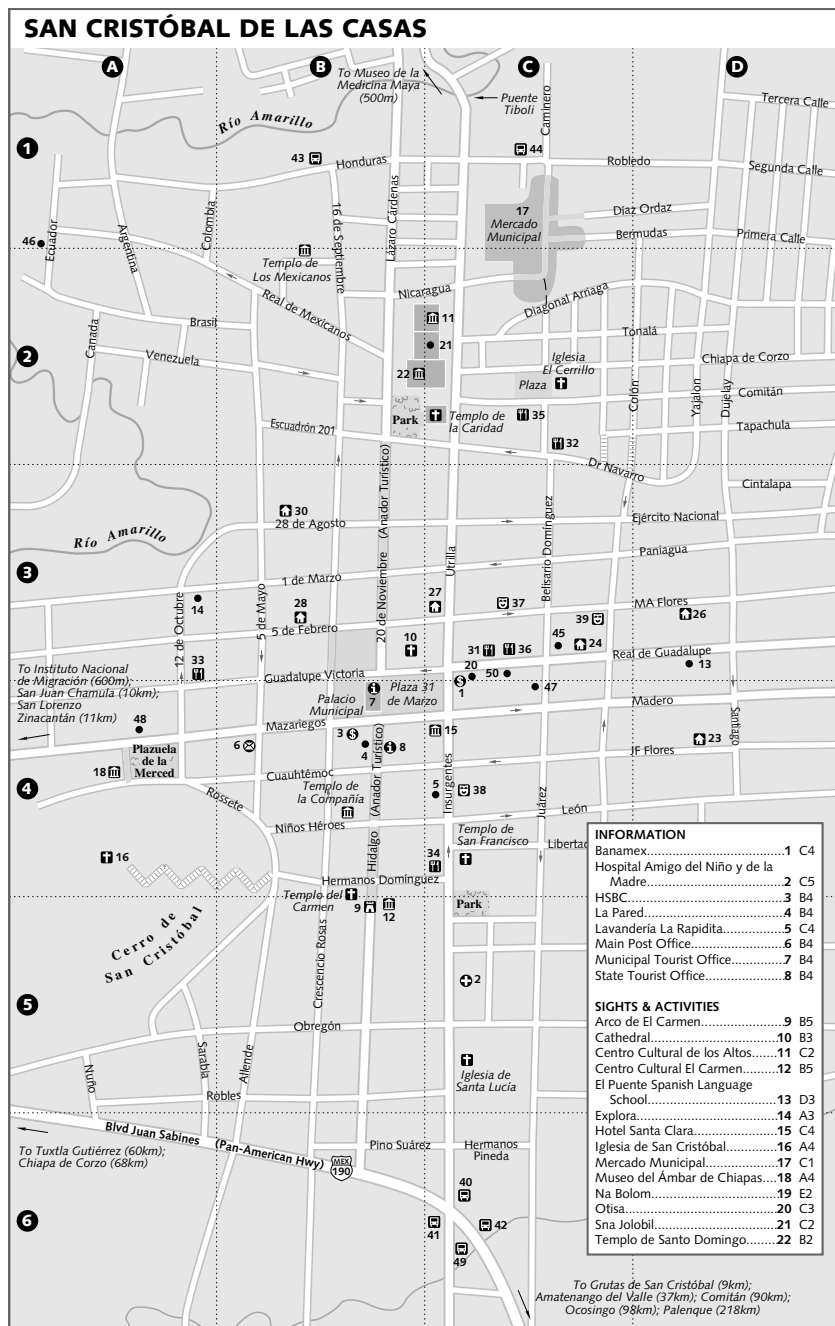 SAN CRISTÓBAL DE LAS CASAS
A
B
C
D
To Museo de la
Medicina Maya
(500m)
Puente
Tiboli
Caminero
Tercera Calle
Río Amarillo
1
43
Honduras
44
Robledo
Segunda Calle
Ecuador
Argentina
Colombia
16 de Septiembre
Lázaro Cárdenas
17
Mercado
Municipal
Díaz Ordaz
Bermudas
Primera Calle
46
Templo de
Los Mexicanos
Nicaragua
Diagonal Arriaga
Real de Mexicanos
11
Canada
Brasil
21
Tonalá
2
Venezuela
22
Iglesia
El Cerrillo
Chiapa de Corzo
Plaza
Colón
Yajalon
Dujelay
Comitán
Park
Templo de
la Caridad
35
Escuadrón 201
32
Tapachula
Dr Navarro
Cintalapa
20 de Noviembre (Anador Turístico)
30
28 de Agosto
Belisario Domínguez
Ejército Nacional
Río Amarillo
Utrilla
Paniagua
3
1 de Marzo
14
12 de Octubre
5 de Mayo
28
27
37
MA Flores
26
5 de Febrero
10
39
45
24
31
36
33
Real de Guadalupe
To Instituto Nacional
de Migración (600m);
San Juan Chamula (10km);
San Lorenzo
Zinacantán (11km)
Guadalupe Victoria
20
50
13
1
47
Palacio
Municipal
7
Plaza 31
de Marzo
Madero
48
Mazariegos
15
Santiago
6
3
4
8
23
Plazuela
de la
Merced
JF Flores
18
4
Cuauhtémoc
Hidalgo (Anador Turístico)
Insurgentes
38
5
Juárez
Rossete
Templo de
la Compañía
León
Niños Héroes
Templo de
San Francisco
Libertad
16
34
Hermanos Domínguez
Templo del
Carmen
9
12
Park
Cerro de
San Cristóbal
Crescencio Rosas
2
5
Obregón
Nuño
Sarabia
Allende
Iglesia de
Santa Lucía
Robles
Blvd Juan Sabines (Pan-American Hwy)
MEX
190
Pino Suárez
Hermanos
Pineda
To Tuxtla Gutiérrez (60km);
Chiapa de Corzo (68km)
40
6
41
42
49
To Grutas de San Cristóbal (9km);
Amatenango del Valle (37km); Comitán (90km);
Ocosingo (98km); Palenque (218km)
INFORMATION
Banamex.....................................1 C4
Hospital Amigo del Niño y de la
Madre...................................2 C5
HSBC...........................................3 B4
La Pared......................................4 B4
Lavandería La Rapidita...............5 C4
Main Post Office.........................6 B4
Municipal Tourist Office.............7 B4
State Tourist Office.....................8 B4
SIGHTS & ACTIVITIES
Arco de El Carmen......................9 B5
Cathedral..................................10 B3
Centro Cultural de los Altos......11 C2
Centro Cultural El Carmen.......12 B5
El Puente Spanish Language
School..................................13 D3
Explora.....................................14 A3
Hotel Santa Clara.....................15 C4
Iglesia de San Cristóbal............16 A4
Mercado Municipal..................17 C1
Museo del Ámbar de Chiapas...18 A4
Na Bolom.................................19 E2
Otisa........................................20 C3
Sna Jolobil................................21 C2
Templo de Santo Domingo.......22 B2